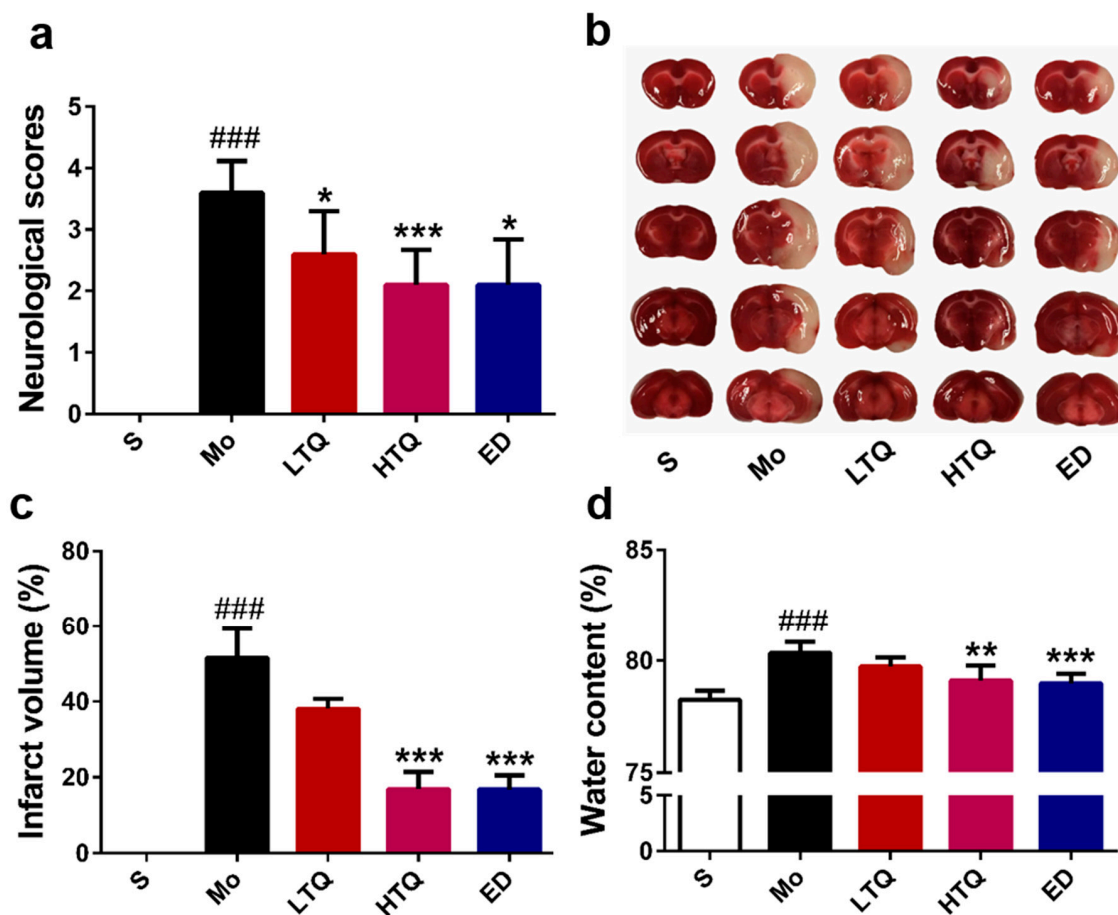 a
Neurological scores
5
4
3
2
1
0
###
*
***
*
S Mo LTQ HTQ ED
b
S Mo LTQ HTQ ED
c
Infarct volume (%)
80
60
40
20
0
###
***
***
S Mo LTQ HTQ ED
d
Water content (%)
85
80
75
5
0
###
**
***
S Mo LTQ HTQ ED